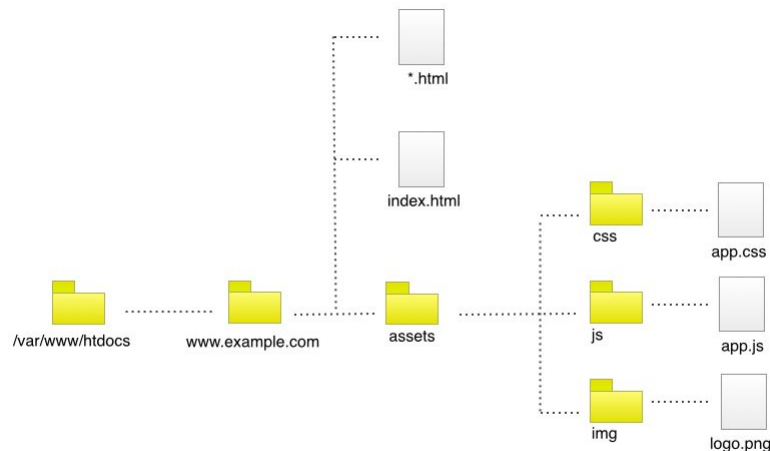 *.html
index.html
css
app.css
/var/www/htdocs
www.example.com
assets
js
app.js
img
logo.png